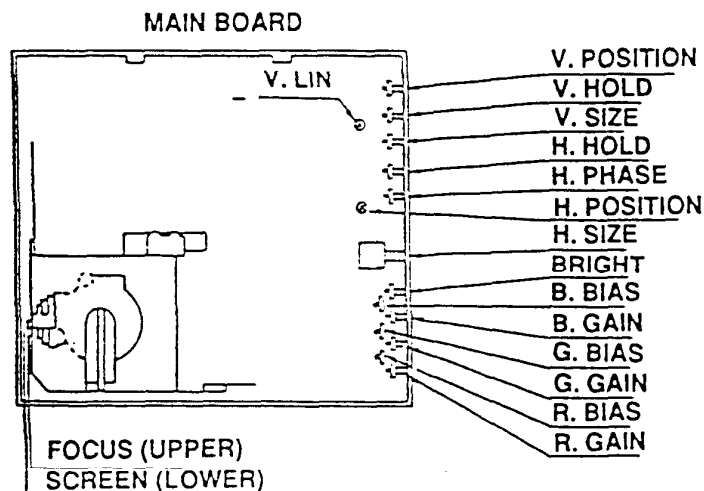 MAIN BOARD
V. LIN
V. POSITION
V. HOLD
V. SIZE
H. HOLD
H. PHASE
H. POSITION
H. SIZE
BRIGHT
B. BIAS
B. GAIN
G. BIAS
G. GAIN
R. BIAS
R. GAIN
FOCUS (UPPER)
SCREEN (LOWER)